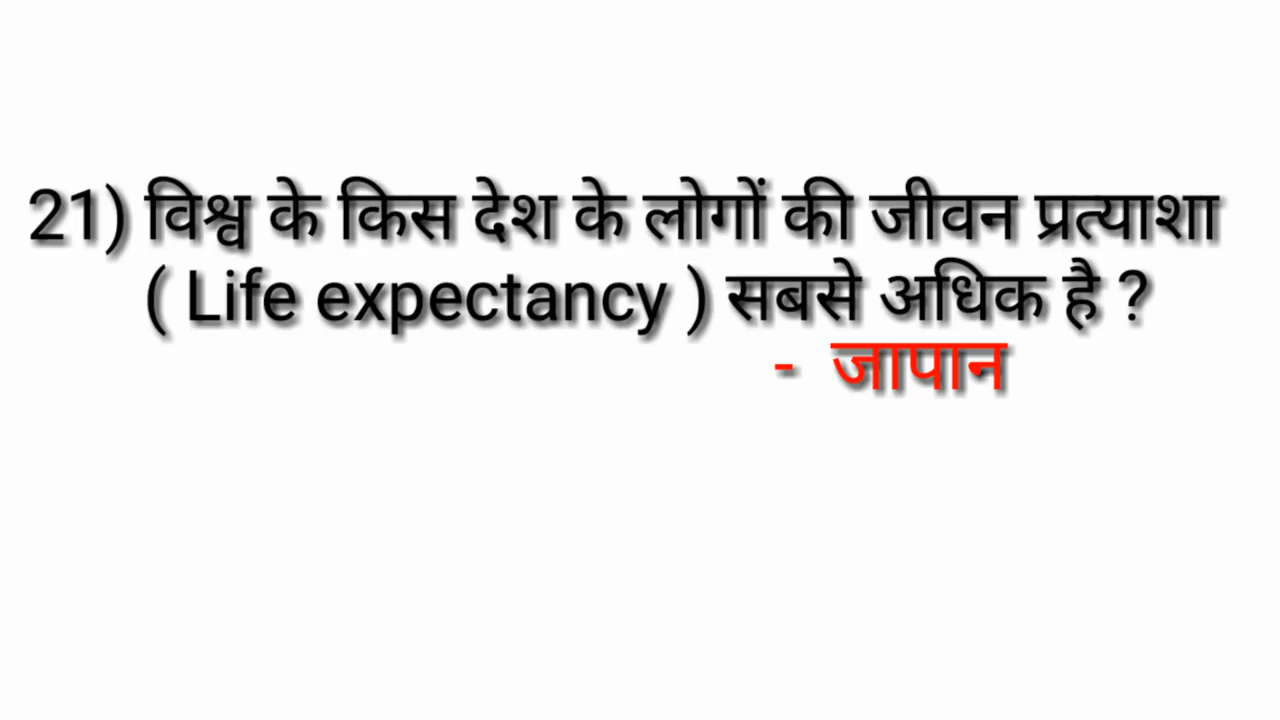 21) विश्व के किस देश के लोगों की जीवन प्रत्याशा
( Life expectancy ) सबसे अधिक है ?
- जापान